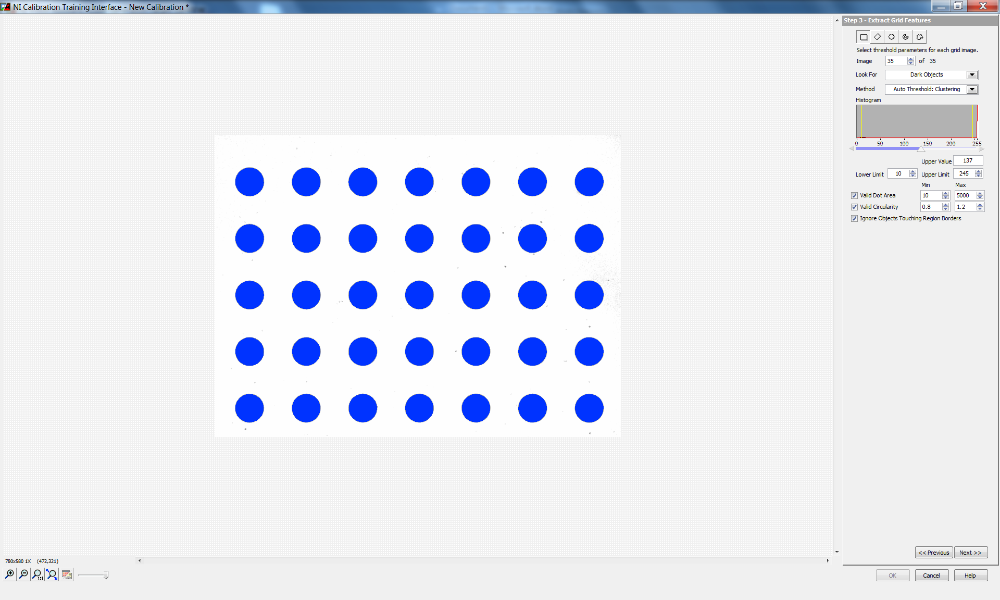 NI Calibration Training Interface - New Calibration *
Step 3 - Extract Grid Features
Select threshold parameters for each grid image.
Image 35 of 35
Look For Dark Objects
Method Auto Threshold: Clustering
Histogram
0 50 100 150 200 255
Upper Value 137
Lower Limit 10 Upper Limit 245
Min Max
Valid Dot Area 10 5000
Valid Circularity 0.8 1.2
Ignore Objects Touching Region Borders
<< Previous Next >>
780x580 1X (472,321)
1:1
OK Cancel Help